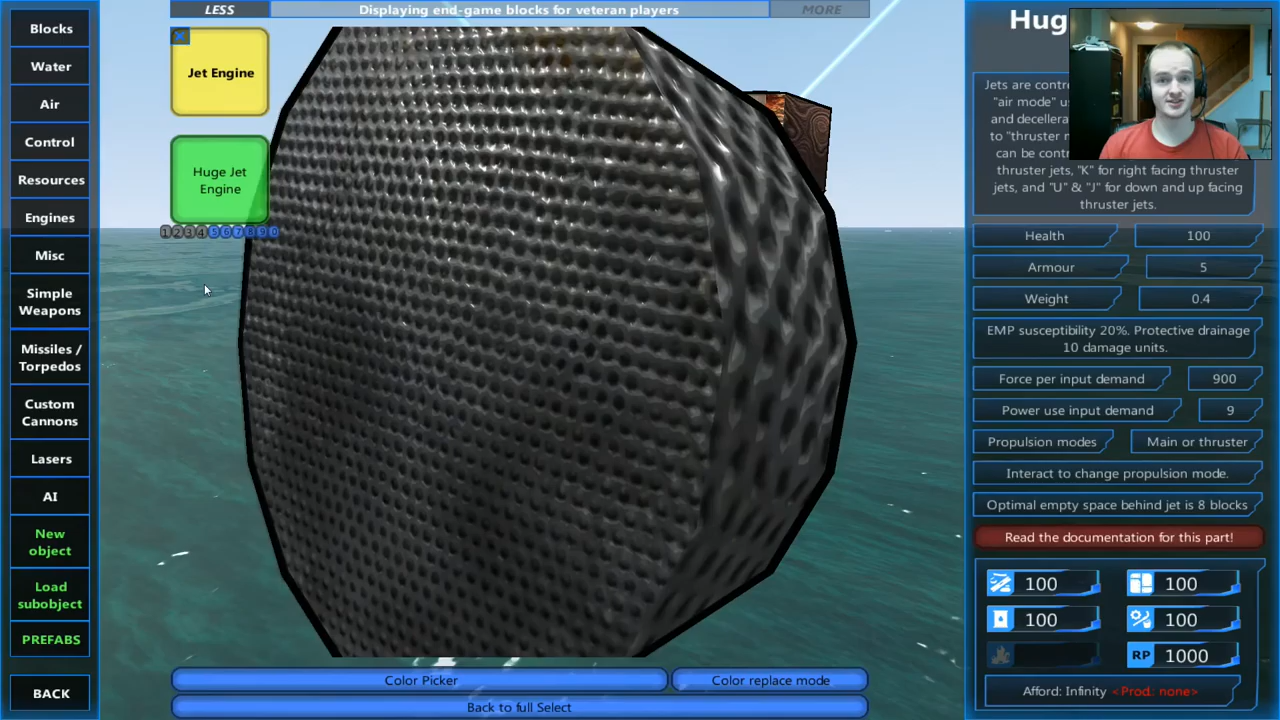 LESS
Displaying end-game blocks for veteran players
MORE
Blocks
Water
Air
Control
Resources
Engines
Misc
Simple
Weapons
Missiles /
Torpedos
Custom
Cannons
Lasers
AI
New
object
Load
subobject
PREFABS
BACK
Jet Engine
Huge Jet
Engine
1 2 3 4 5 6 7 8 9 0
Color Picker
Color replace mode
Back to full Select
Hug
Jets are contr
"air mode" u
and decellera
to "thruster m
can be contr
thruster jets, "K" for right facing thruster
jets, and "U" & "J" for down and up facing
thruster jets.
Health 100
Armour 5
Weight 0.4
EMP susceptibility 20%. Protective drainage
10 damage units.
Force per input demand 900
Power use input demand 9
Propulsion modes Main or thruster
Interact to change propulsion mode.
Optimal empty space behind jet is 8 blocks
Read the documentation for this part!
100 100
100 100
RP 1000
Afford: Infinity <Prod.: none>